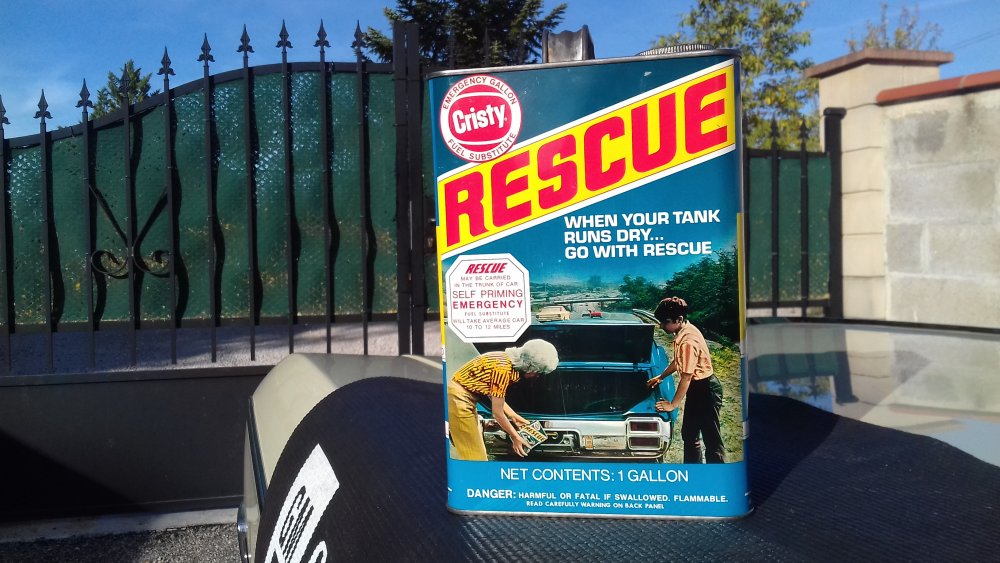 EMERGENCY GALLON
Cristy
FUEL SUBSTITUTE
RESCUE
WHEN YOUR TANK
RUNS DRY...
GO WITH RESCUE
RESCUE
MAY BE CARRIED
IN THE TRUNK OF CAR
SELF PRIMING
EMERGENCY
FUEL SUBSTITUTE
WILL TAKE AVERAGE CAR
10 TO 12 MILES
NET CONTENTS: 1 GALLON
DANGER: HARMFUL OR FATAL IF SWALLOWED. FLAMMABLE.
READ CAREFULLY WARNING ON BACK PANEL
GM